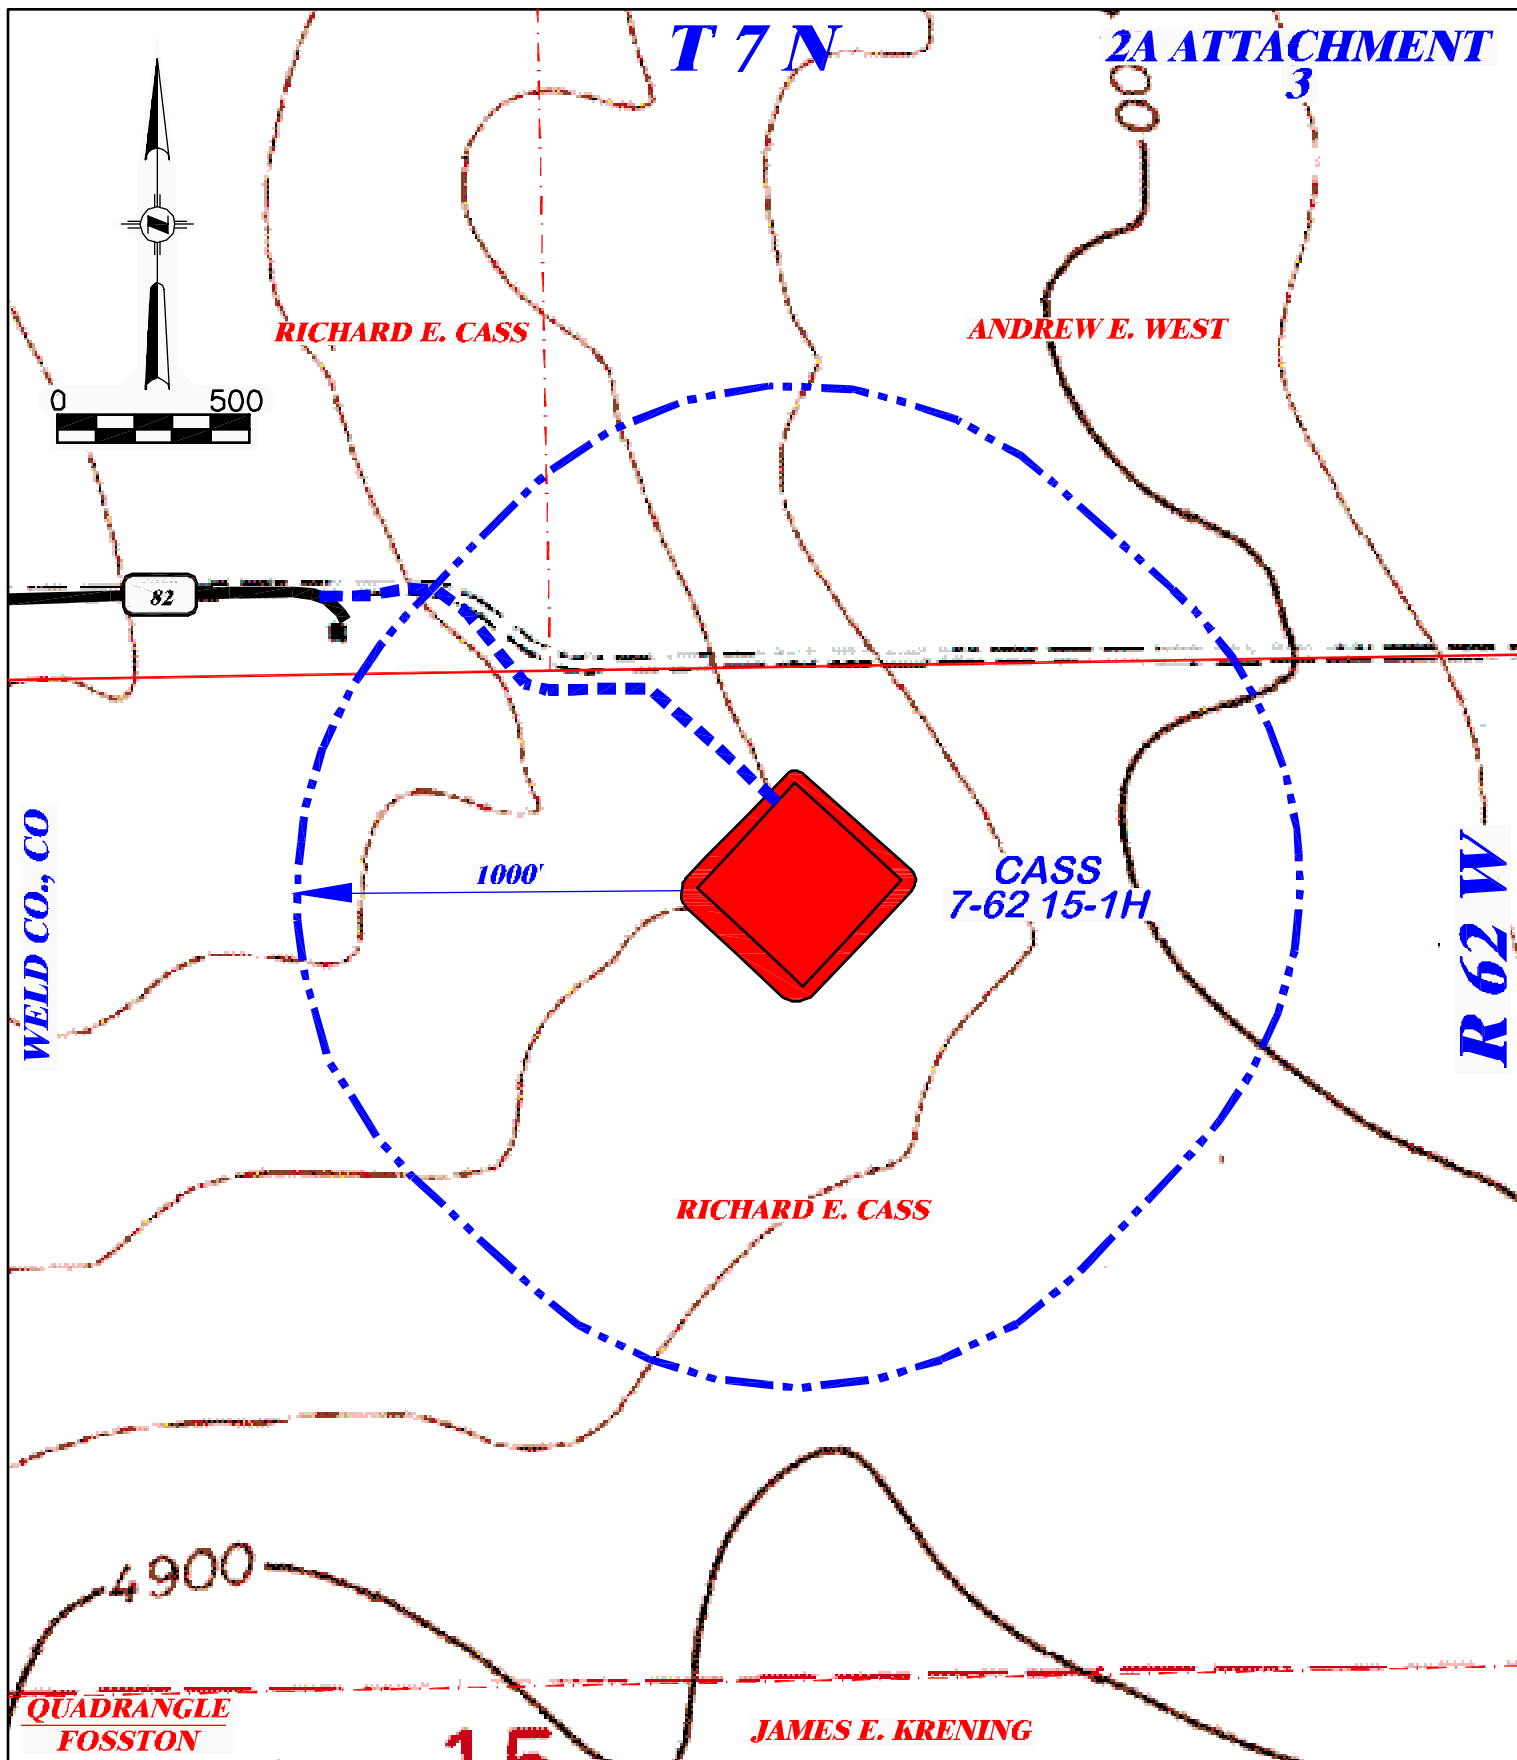 T 7 N
2A ATTACHMENT
3
00
N
RICHARD E. CASS
ANDREW E. WEST
0 500
82
WELD CO., CO
1000'
CASS
7-62 15-1H
R 62 W
RICHARD E. CASS
4900
QUADRANGLE
FOSSTON
15
JAMES E. KRENING